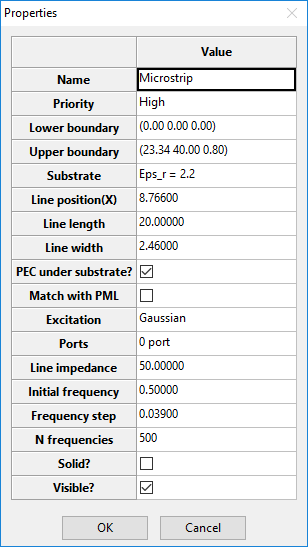 Properties
Value
Name Microstrip
Priority High
Lower boundary (0.00 0.00 0.00)
Upper boundary (23.34 40.00 0.80)
Substrate Eps_r = 2.2
Line position(X) 8.76600
Line length 20.00000
Line width 2.46000
PEC under substrate?
Match with PML
Excitation Gaussian
Ports 0 port
Line impedance 50.00000
Initial frequency 0.50000
Frequency step 0.03900
N frequencies 500
Solid?
Visible?
OK Cancel